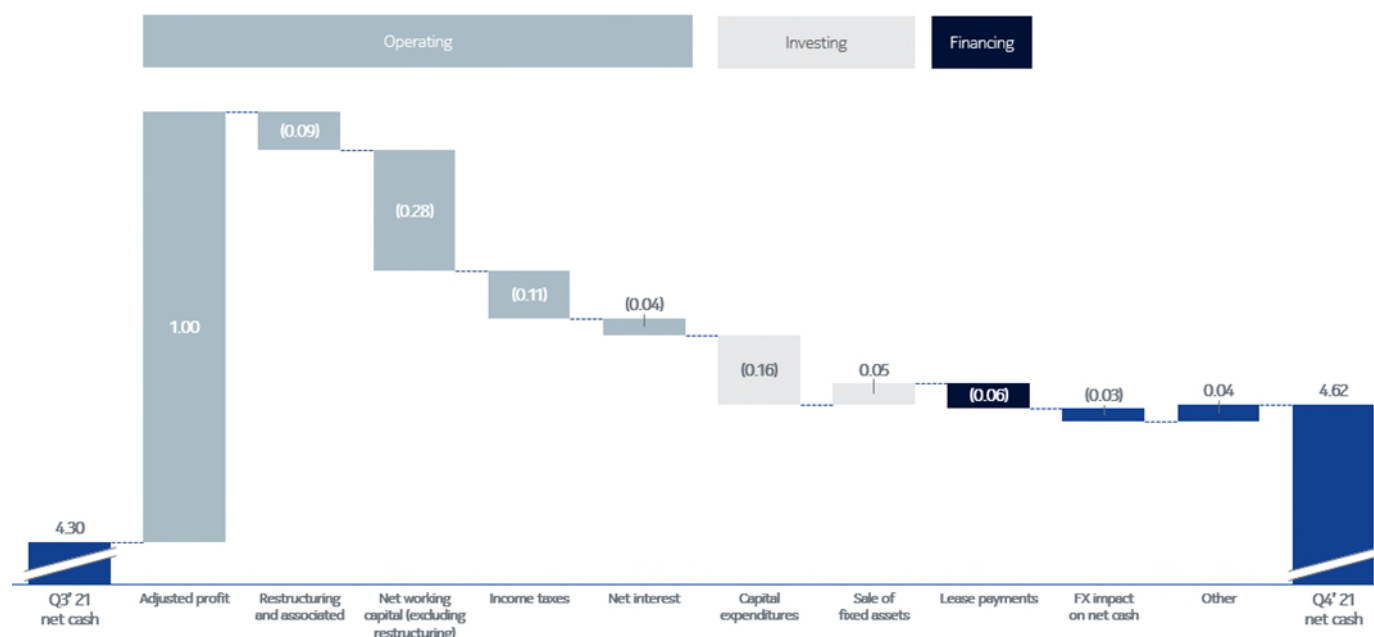 Operating
Investing
Financing
4.30
1.00
(0.09)
(0.28)
(0.11)
(0.04)
(0.16)
0.05
(0.06)
(0.03)
0.04
4.62
Q3' 21
net cash
Adjusted profit
Restructuring
and associated
Net working
capital (excluding
restructuring)
Income taxes
Net interest
Capital
expenditures
Sale of
fixed assets
Lease payments
FX impact
on net cash
Other
Q4' 21
net cash